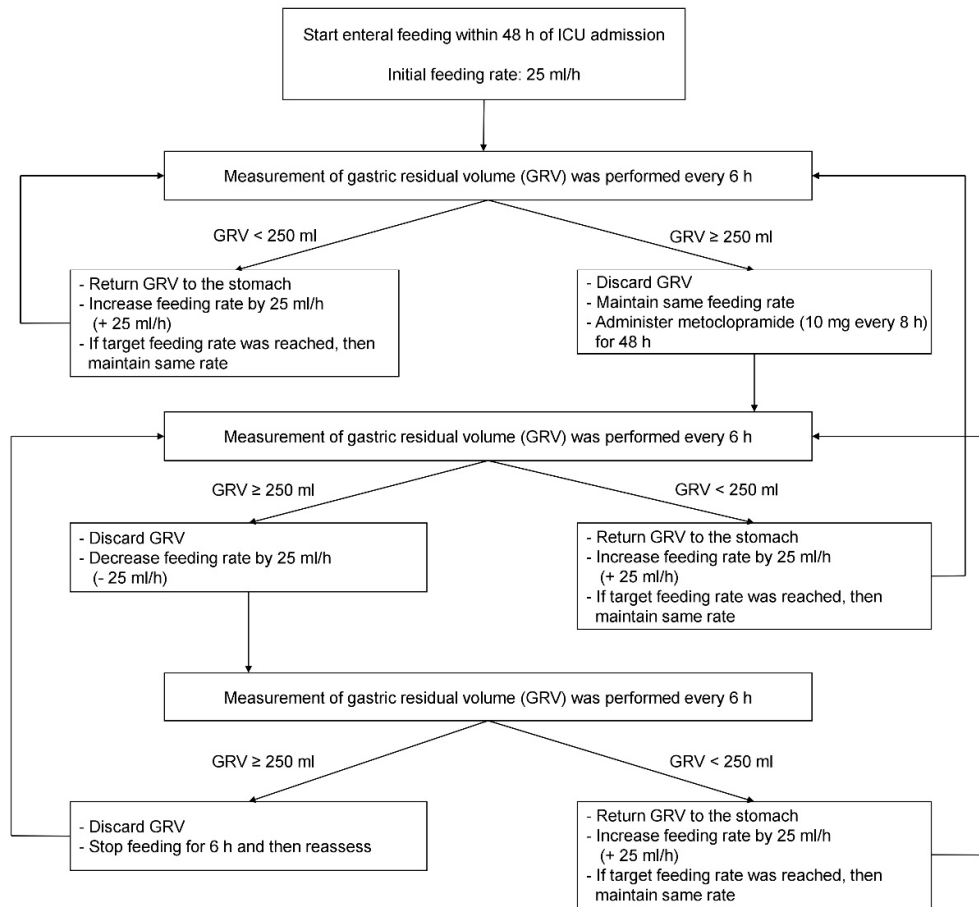 Start enteral feeding within 48 h of ICU admission
Initial feeding rate: 25 ml/h
Measurement of gastric residual volume (GRV) was performed every 6 h
GRV < 250 ml
GRV ≥ 250 ml
- Return GRV to the stomach
- Increase feeding rate by 25 ml/h
(+ 25 ml/h)
- If target feeding rate was reached, then
maintain same rate
- Discard GRV
- Maintain same feeding rate
- Administer metoclopramide (10 mg every 8 h)
for 48 h
Measurement of gastric residual volume (GRV) was performed every 6 h
GRV ≥ 250 ml
GRV < 250 ml
- Discard GRV
- Decrease feeding rate by 25 ml/h
(- 25 ml/h)
- Return GRV to the stomach
- Increase feeding rate by 25 ml/h
(+ 25 ml/h)
- If target feeding rate was reached, then
maintain same rate
Measurement of gastric residual volume (GRV) was performed every 6 h
GRV ≥ 250 ml
GRV < 250 ml
- Discard GRV
- Stop feeding for 6 h and then reassess
- Return GRV to the stomach
- Increase feeding rate by 25 ml/h
(+ 25 ml/h)
- If target feeding rate was reached, then
maintain same rate